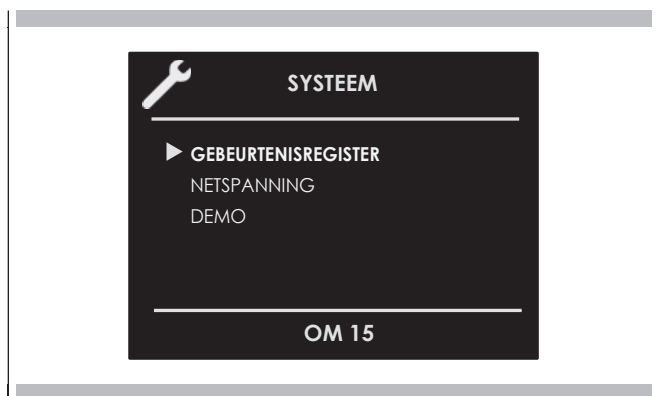 SYSTEEM
GEBEURTENISREGISTER
NETSPANNING
DEMO
OM 15